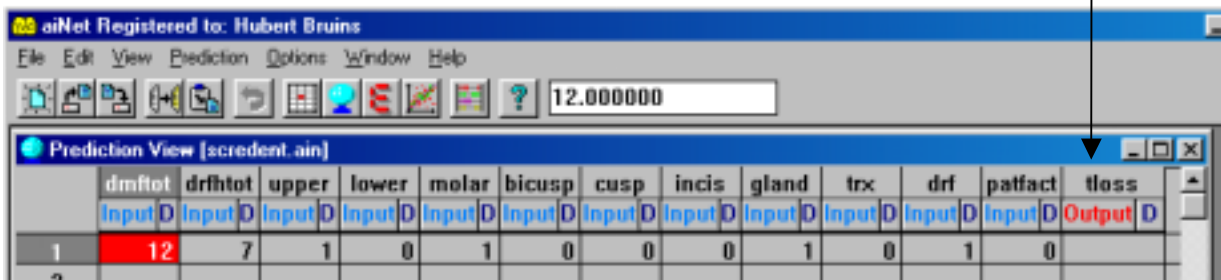 aiNet Registered to: Hubert Bruins
File Edit View Prediction Options Window Help
12.000000
Prediction View [scredent.ain]
dmftot drfhtot upper lower molar bicusp cusp incis gland trx drf patfact tloss
Input D Input D Input D Input D Input D Input D Input D Input D Input D Input D Input D Input D Output D
1 12 7 1 0 1 0 0 0 1 0 1 0